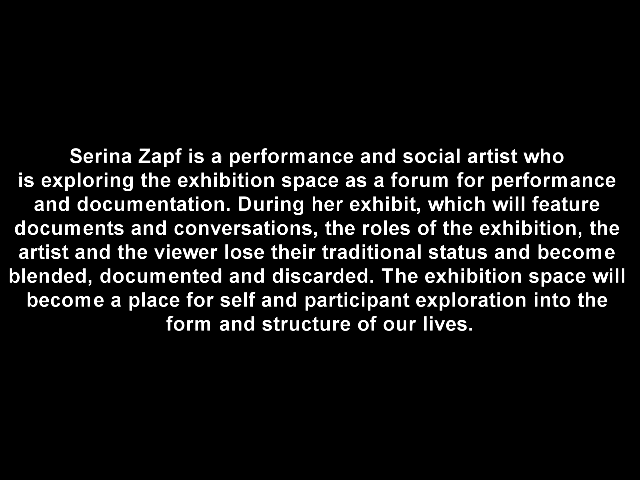 Serina Zapf is a performance and social artist who
is exploring the exhibition space as a forum for performance
and documentation. During her exhibit, which will feature
documents and conversations, the roles of the exhibition, the
artist and the viewer lose their traditional status and become
blended, documented and discarded. The exhibition space will
become a place for self and participant exploration into the
form and structure of our lives.